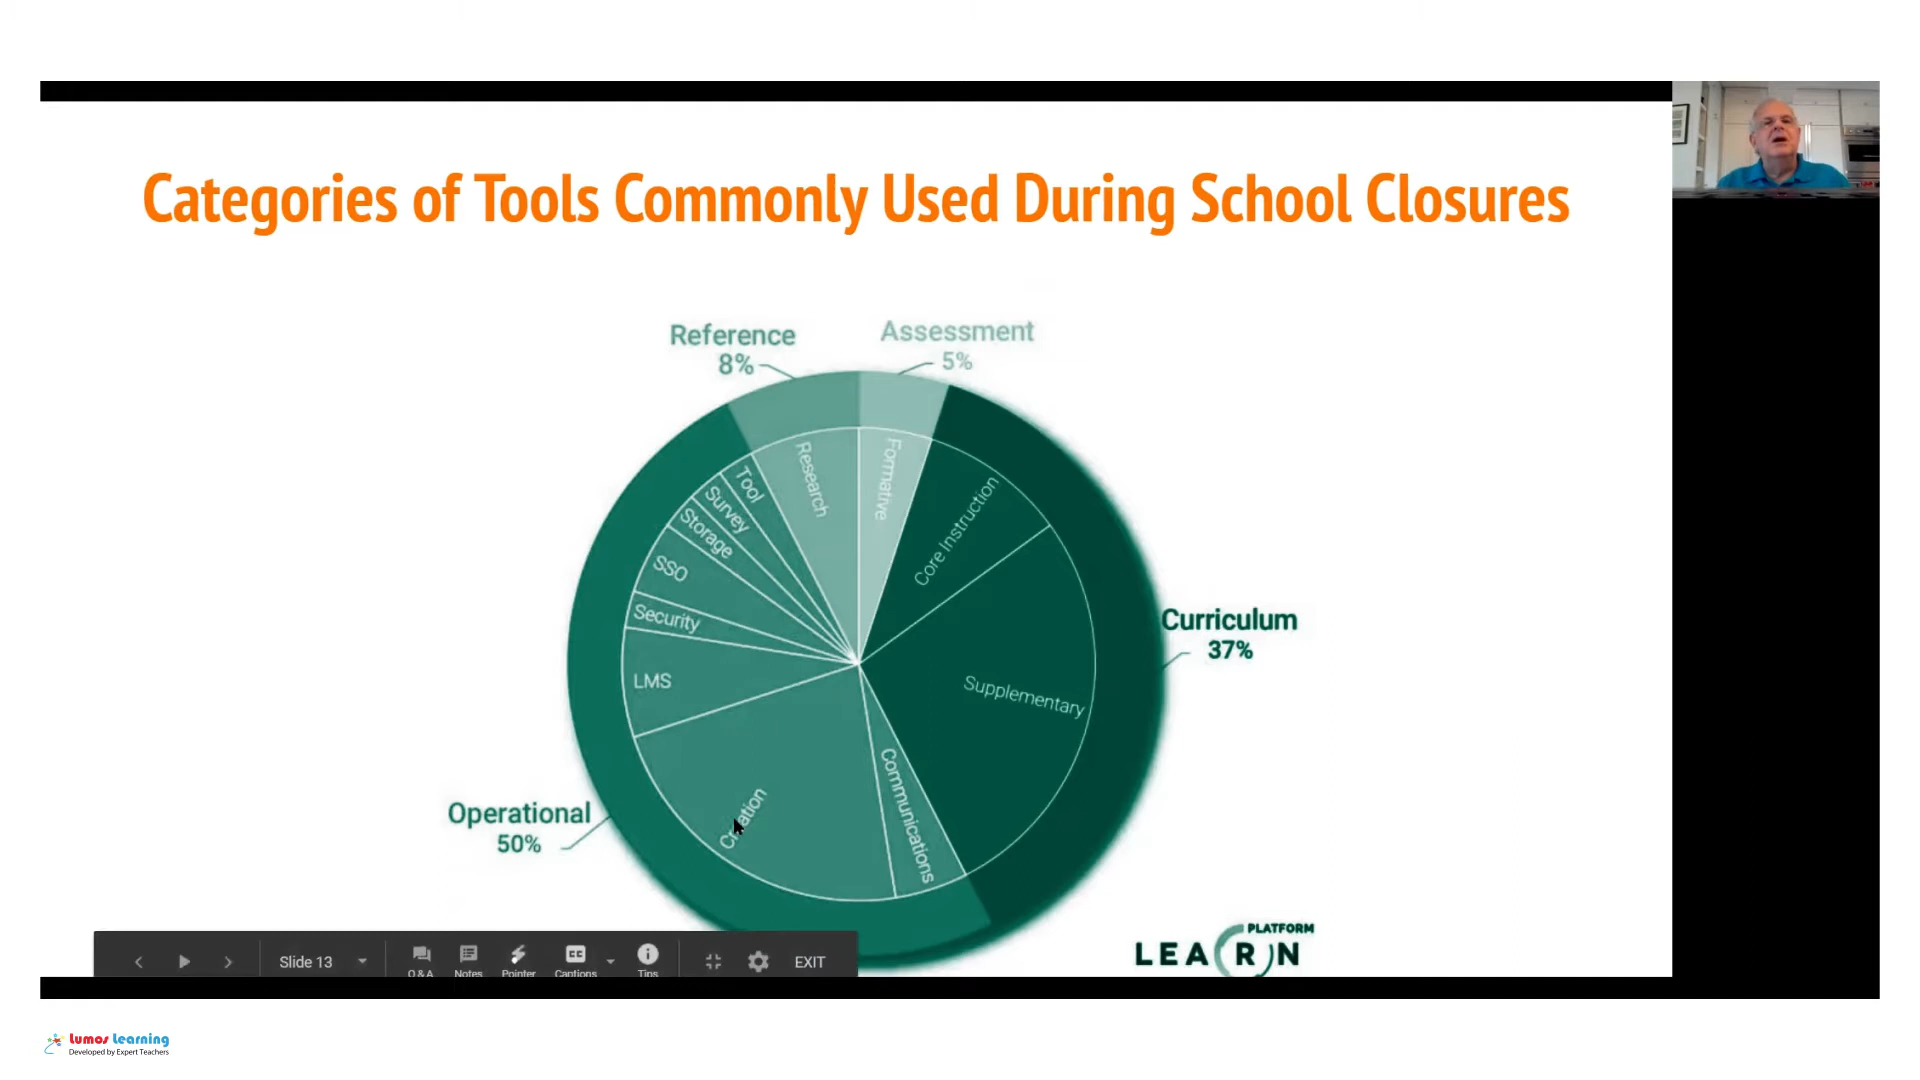 Categories of Tools Commonly Used During School Closures
Reference
8%
Assessment
5%
Research
Formative
Tool
Survey
Storage
SSO
Security
LMS
Core Instruction
Supplementary
Curriculum
37%
Communications
Creation
Operational
50%
PLATFORM
LEARN
Slide 13
Q&A
Notes
Pointer
CC
Captions
Tips
EXIT
Lumos Learning
Developed by Expert Teachers